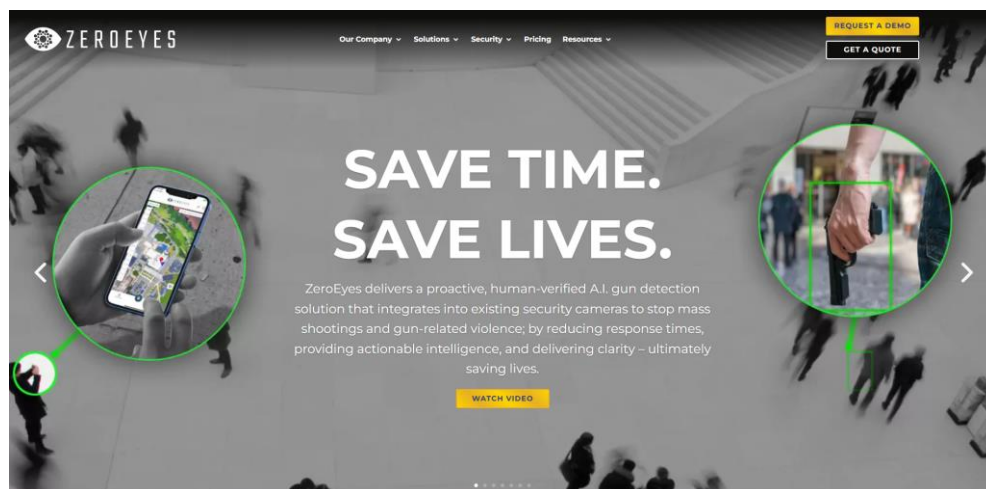 ZEROEYES
Our Company
Solutions
Security
Pricing
Resources
REQUEST A DEMO
GET A QUOTE
SAVE TIME.
SAVE LIVES.
ZeroEyes delivers a proactive, human-verified A.I. gun detection
solution that integrates into existing security cameras to stop mass
shootings and gun-related violence; by reducing response times,
providing actionable intelligence, and delivering clarity – ultimately
saving lives.
WATCH VIDEO